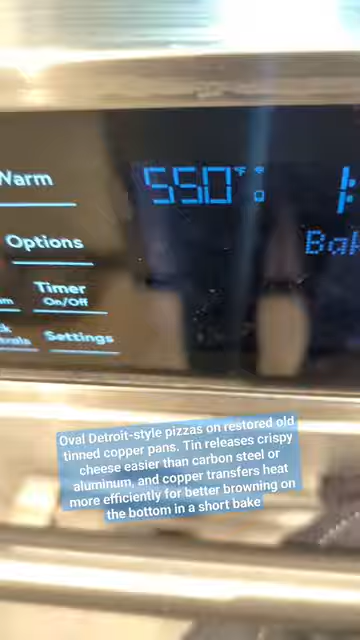 Warm
550°F
Options
Bak
Timer
On/Off
Settings
Oval Detroit-style pizzas on restored old
tinned copper pans. Tin releases crispy
cheese easier than carbon steel or
aluminum, and copper transfers heat
more efficiently for better browning on
the bottom in a short bake